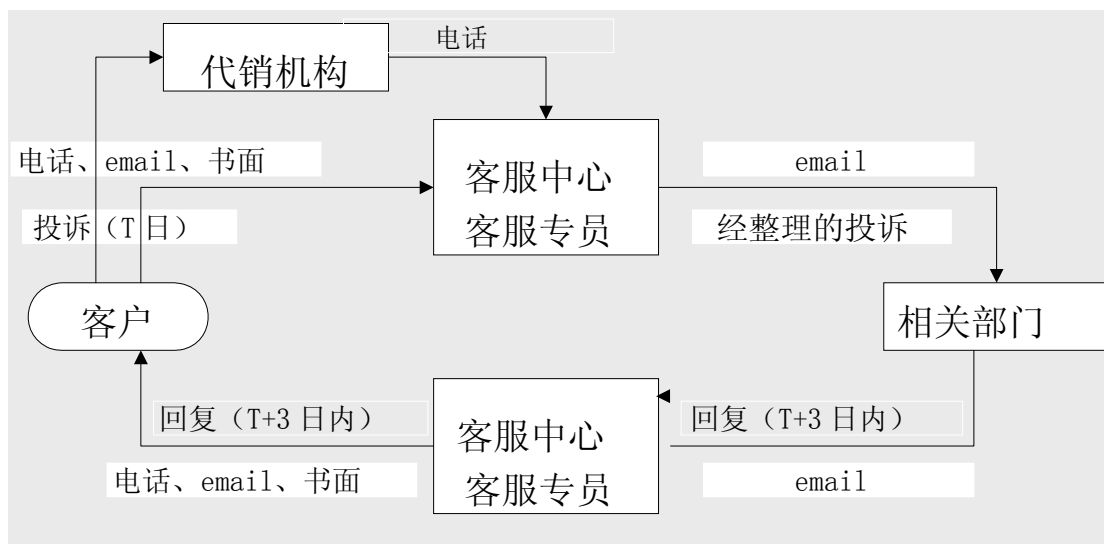 电话
代销机构
电话、email、书面
客服中心
客服专员
email
投诉（T 日）
经整理的投诉
客户
相关部门
回复（T+3 日内）
客服中心
客服专员
回复（T+3 日内）
电话、email、书面
email